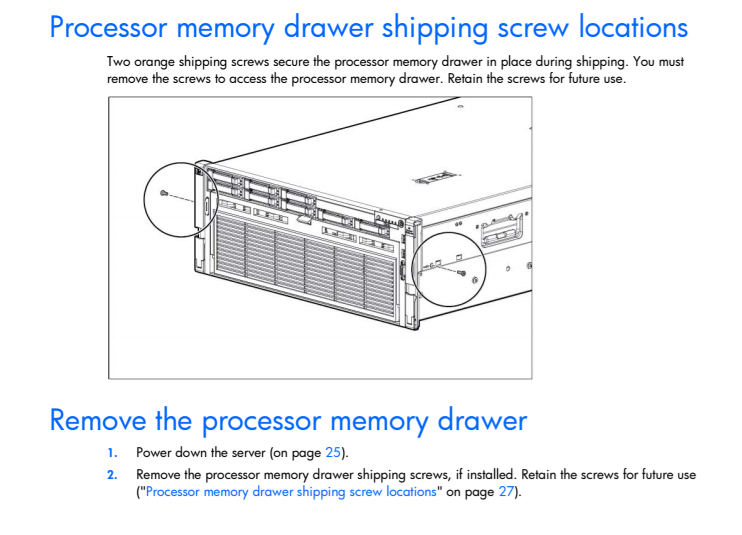 Processor memory drawer shipping screw locations
Two orange shipping screws secure the processor memory drawer in place during shipping. You must
remove the screws to access the processor memory drawer. Retain the screws for future use.
Remove the processor memory drawer
1. Power down the server (on page 25).
2. Remove the processor memory drawer shipping screws, if installed. Retain the screws for future use
("Processor memory drawer shipping screw locations" on page 27).